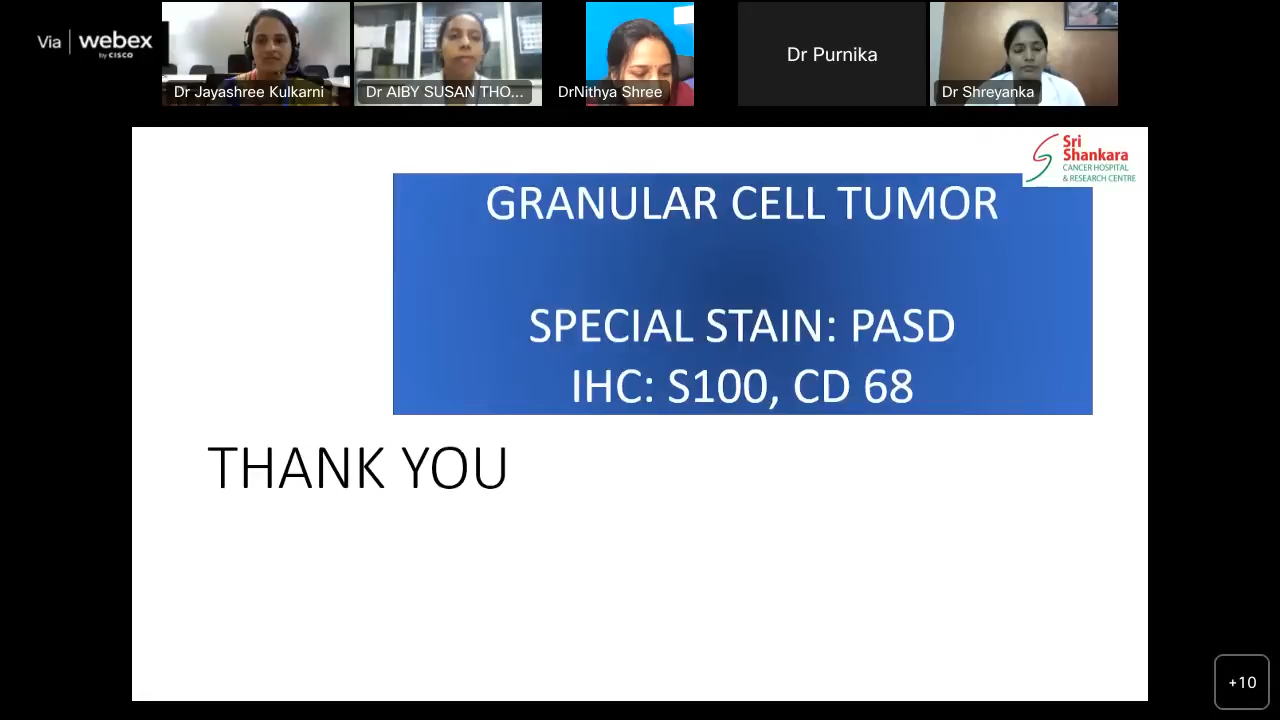 Via webex
by CISCO
Dr Jayashree Kulkarni
Dr AIBY SUSAN THO...
DrNithya Shree
Dr Purnika
Dr Shreyanka
Sri
Shankara
CANCER HOSPITAL
& RESEARCH CENTRE
GRANULAR CELL TUMOR
SPECIAL STAIN: PASD
IHC: S100, CD 68
THANK YOU
+10